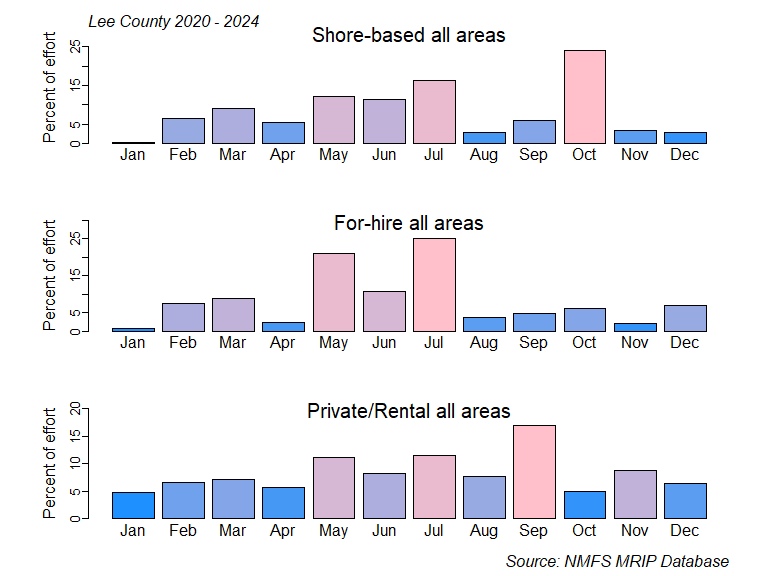 Lee County 2020 - 2024
Shore-based all areas
Percent of effort
0 5 15 25
Jan Feb Mar Apr May Jun Jul Aug Sep Oct Nov Dec
For-hire all areas
Percent of effort
0 5 15 25
Jan Feb Mar Apr May Jun Jul Aug Sep Oct Nov Dec
Private/Rental all areas
Percent of effort
0 5 10 15 20
Jan Feb Mar Apr May Jun Jul Aug Sep Oct Nov Dec
Source: NMFS MRIP Database